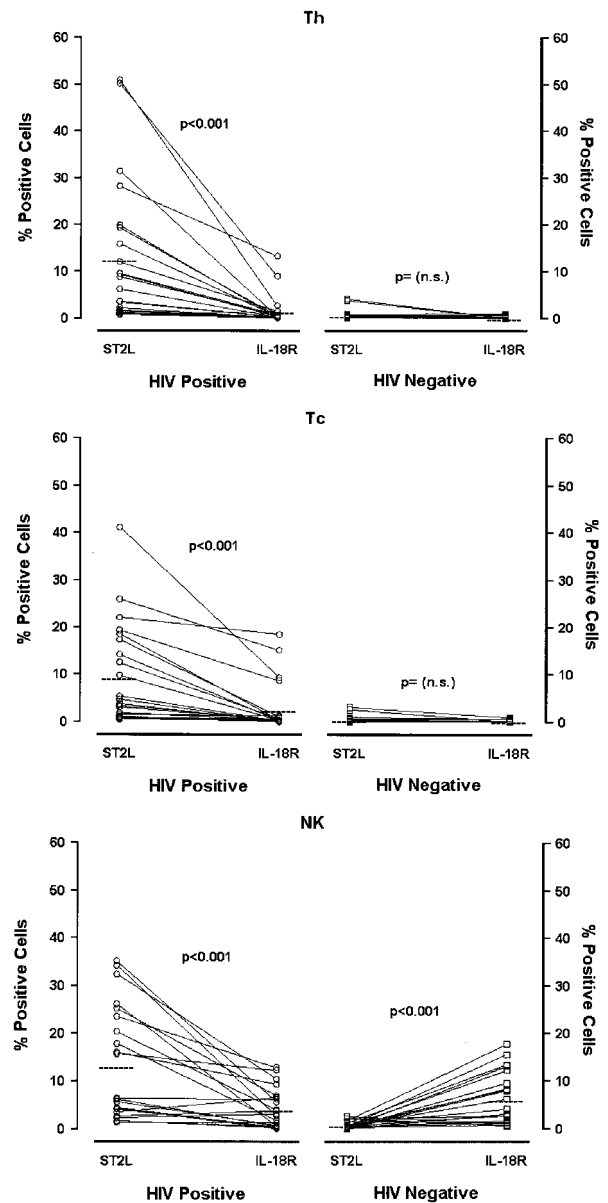 Th
60
50
40
30
20
10
0
% Positive Cells
p<0.001
ST2L
IL-18R
HIV Positive
p= (n.s.)
ST2L
IL-18R
HIV Negative
60
50
40
30
20
10
0
% Positive Cells
Tc
60
50
40
30
20
10
0
% Positive Cells
p<0.001
ST2L
IL-18R
HIV Positive
p= (n.s.)
ST2L
IL-18R
HIV Negative
60
50
40
30
20
10
0
% Positive Cells
NK
60
50
40
30
20
10
0
% Positive Cells
p<0.001
ST2L
IL-18R
HIV Positive
p<0.001
ST2L
IL-18R
HIV Negative
60
50
40
30
20
10
0
% Positive Cells